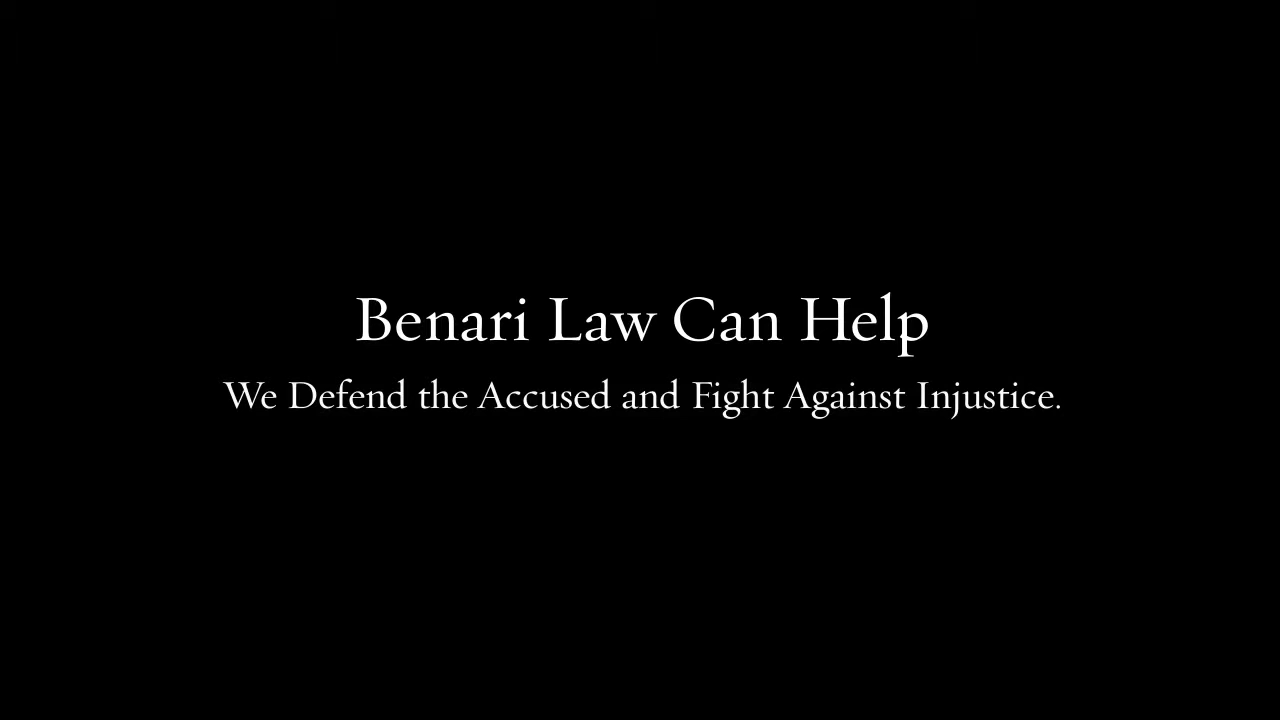 Benari Law Can Help
We Defend the Accused and Fight Against Injustice.